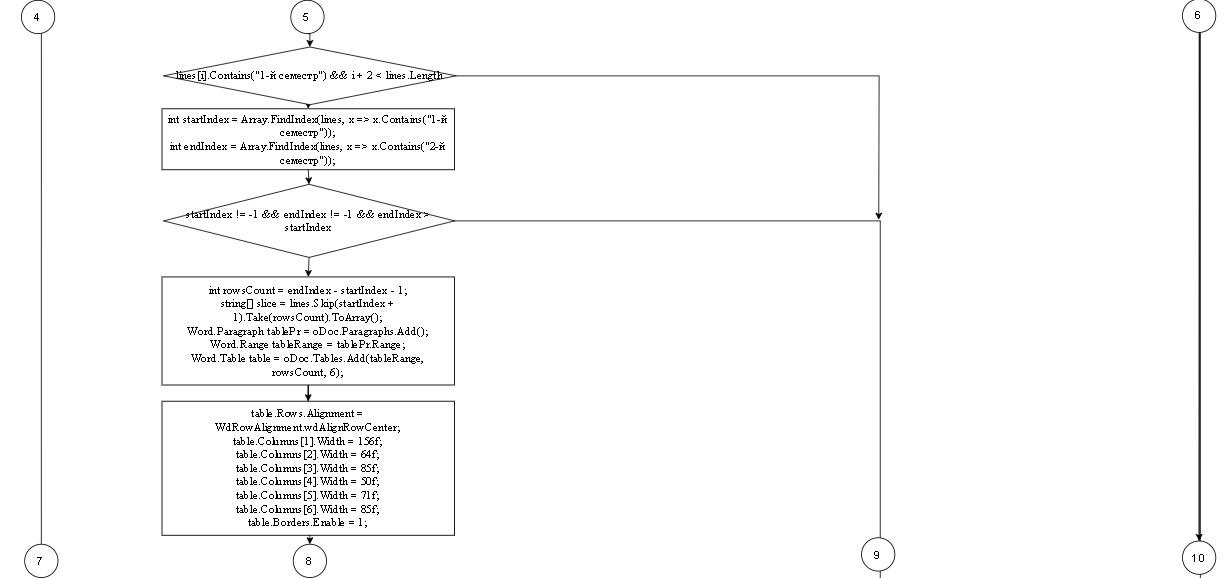 4
5
6
lines[i].Contains("1-й семестр") && i + 2 < lines.Length
int startIndex = Array.FindIndex(lines, x => x.Contains("1-й
семестр"));
int endIndex = Array.FindIndex(lines, x => x.Contains("2-й
семестр"));
startIndex != -1 && endIndex != -1 && endIndex >
startIndex
int rowsCount = endIndex - startIndex - 1;
string[] slice = lines.Skip(startIndex +
1).Take(rowsCount).ToArray();
Word.Paragraph tablePr = oDoc.Paragraphs.Add();
Word.Range tableRange = tablePr.Range;
Word.Table table = oDoc.Tables.Add(tableRange,
rowsCount, 6);
table.Rows.Alignment =
WdRowAlignment.wdAlignRowCenter;
table.Columns[1].Width = 156f;
table.Columns[2].Width = 64f;
table.Columns[3].Width = 85f;
table.Columns[4].Width = 50f;
table.Columns[5].Width = 71f;
table.Columns[6].Width = 85f;
table.Borders.Enable = 1;
7
8
9
10